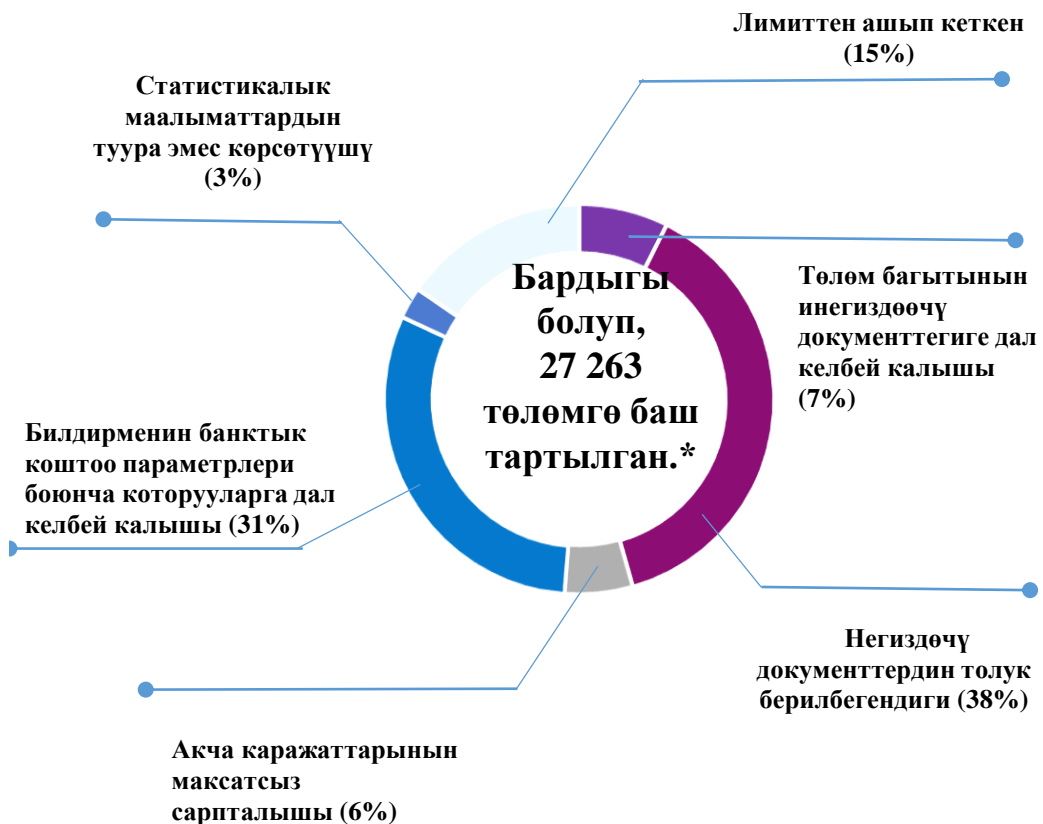 Лимиттен ашып кеткен
(15%)
Статистикалык
маалыматтардын
туура эмес көрсөтүүшү
(3%)
Бардыгы
болуп,
27 263
төлөмгө баш
тартылган.*
Төлөм багытынын
инегиздөөчү
документтегиге дал
келбей калышы
(7%)
Билдирменин банктык
коштоо параметрлери
боюнча которууларга дал
келбей калышы (31%)
Негиздөчү
документтердин толук
берилбегендиги (38%)
Акча каражаттарынын
максатсыз
сарпталышы (6%)